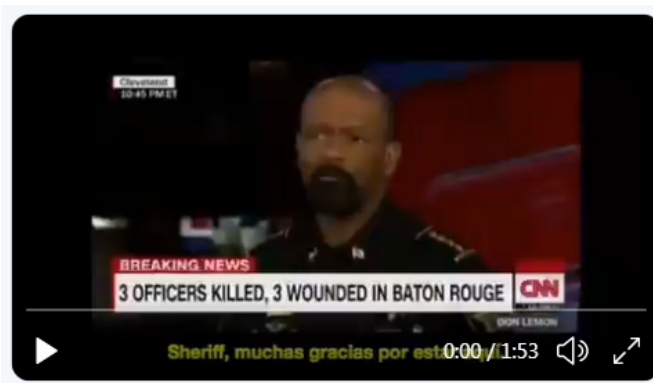 Cleveland
10:45 PM ET
BREAKING NEWS
3 OFFICERS KILLED, 3 WOUNDED IN BATON ROUGE
CNN
DON LEMON
Sheriff, muchas gracias por
0:00 / 1:53